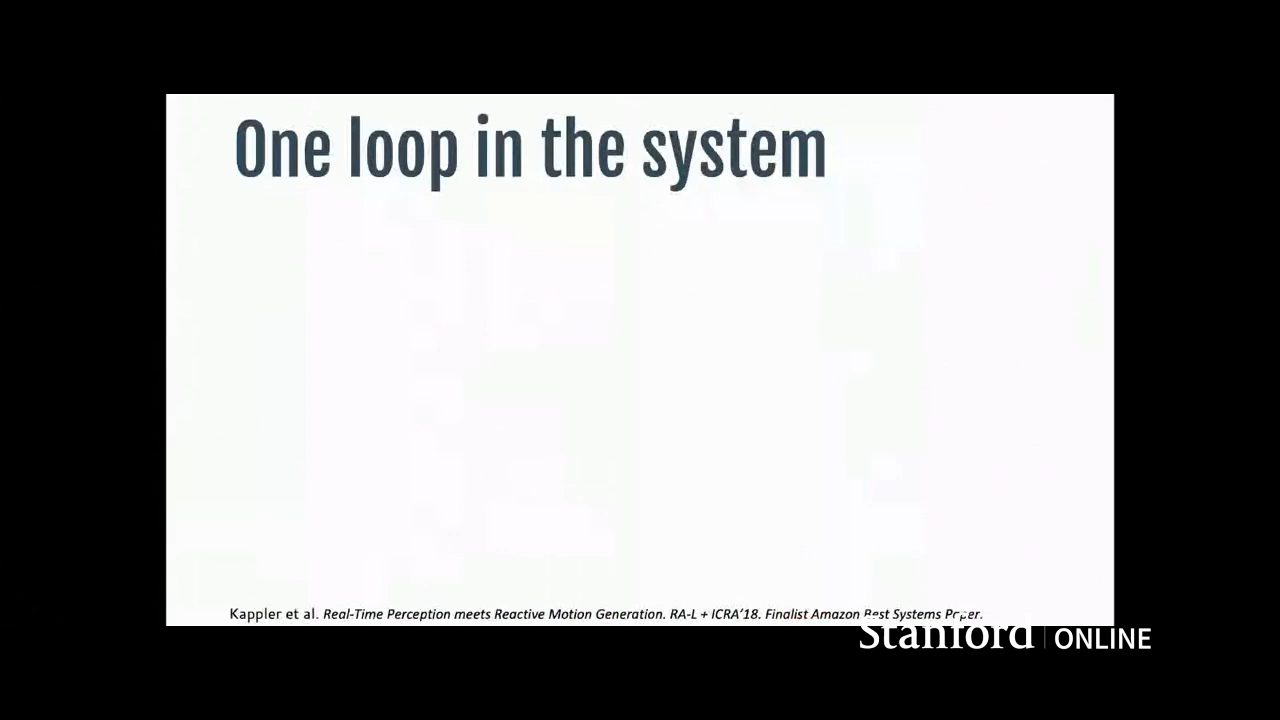 One loop in the system
Kappler et al. Real-Time Perception meets Reactive Motion Generation. RA-L + ICRA'18. Finalist Amazon Best Systems Paper.
Stanford | ONLINE